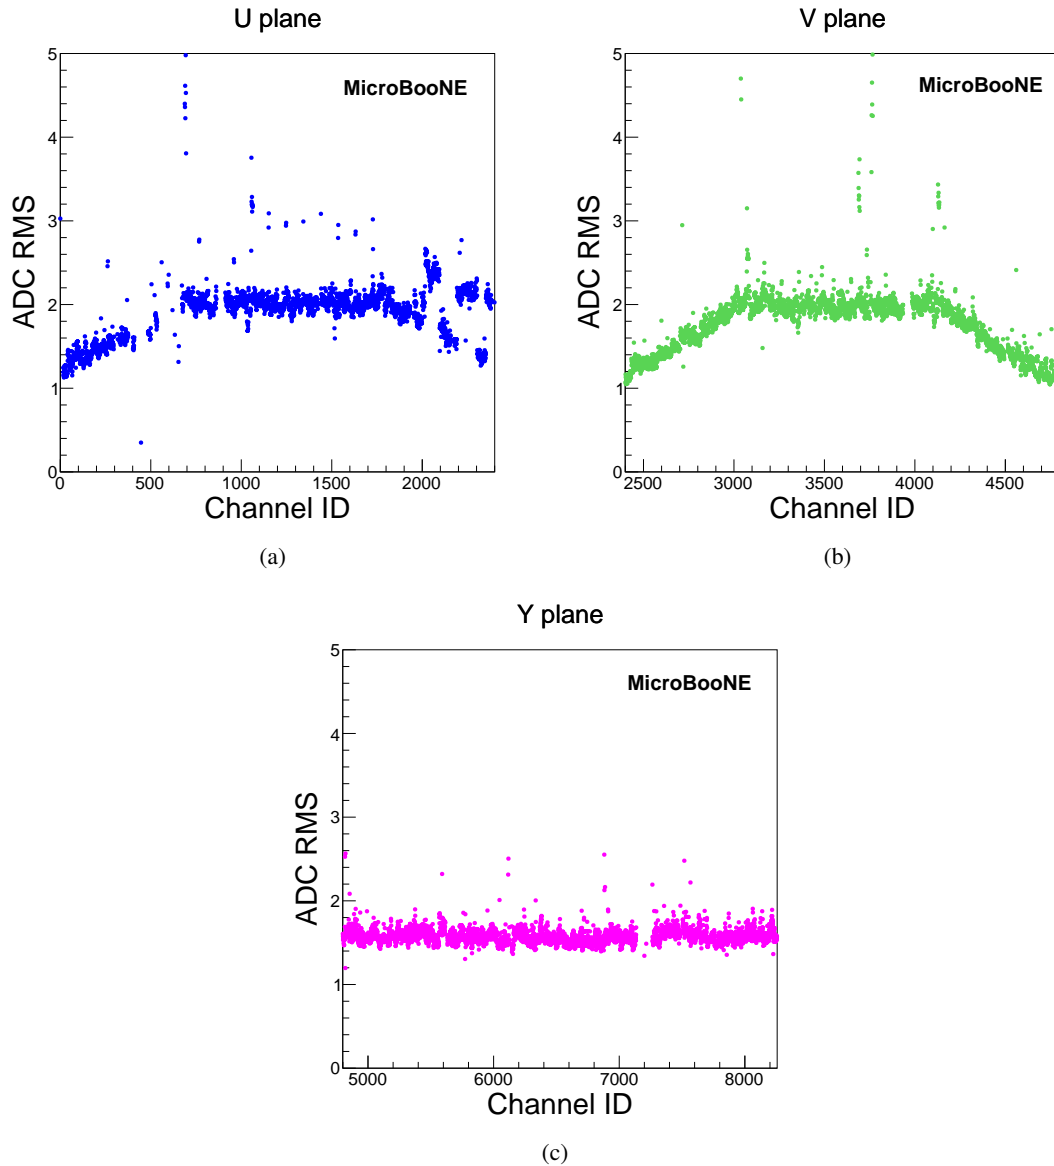 U plane
V plane
5
4
3
2
1
0
ADC RMS
MicroBooNE
0 500 1000 1500 2000
Channel ID
(a)
5
4
3
2
1
0
ADC RMS
MicroBooNE
2500 3000 3500 4000 4500
Channel ID
(b)
Y plane
5
4
3
2
1
0
ADC RMS
MicroBooNE
5000 6000 7000 8000
Channel ID
(c)